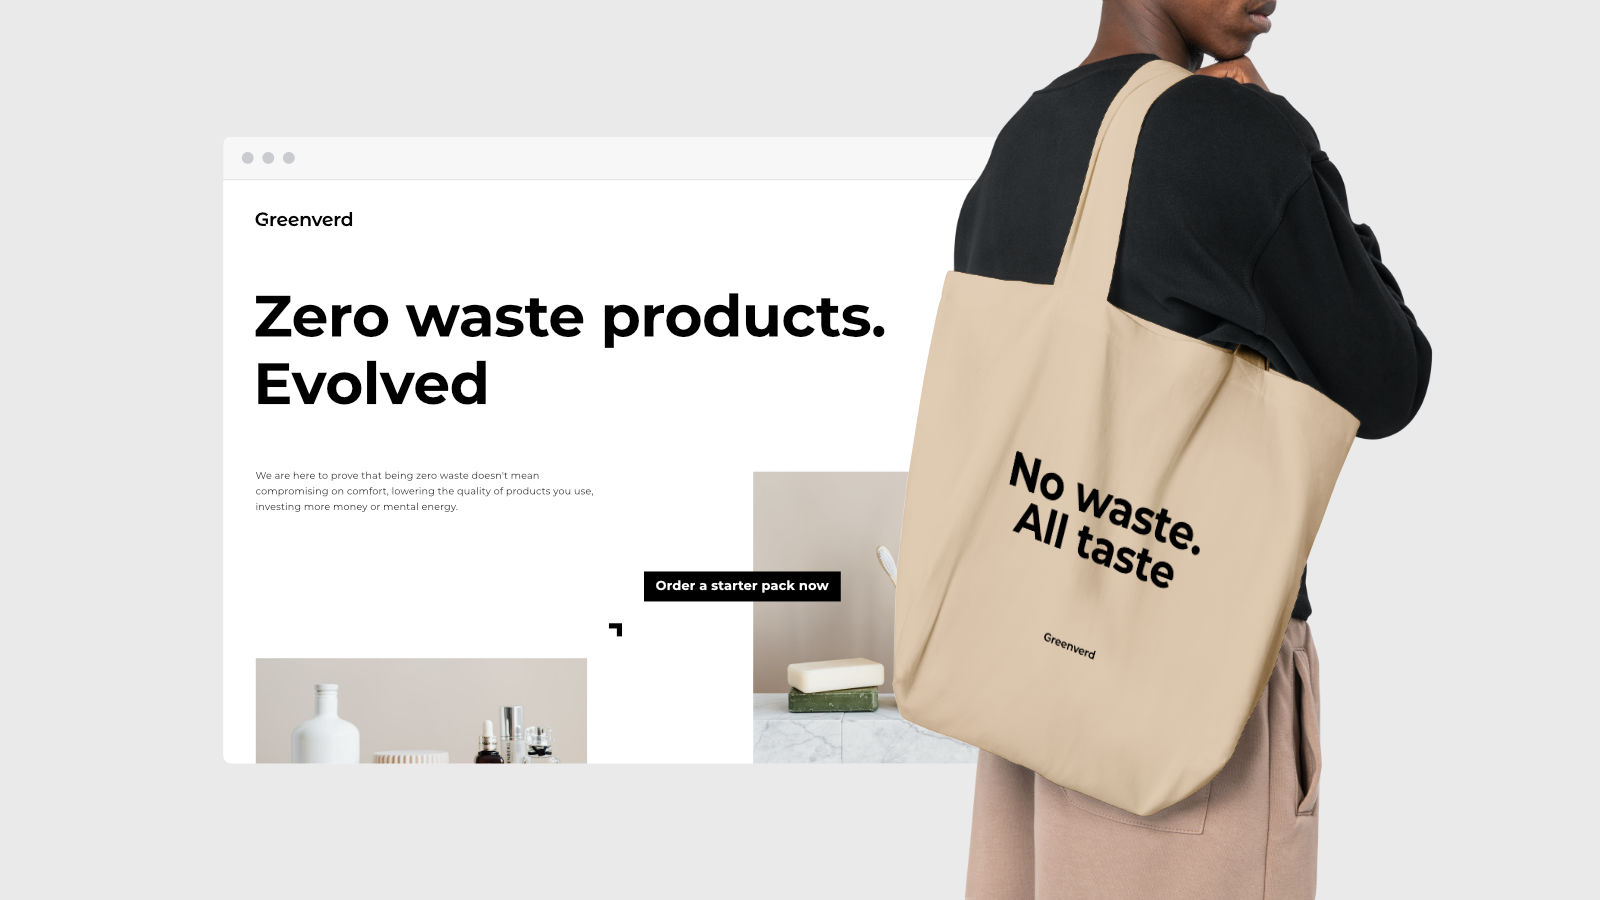 Greenverd
Zero waste products.
Evolved
We are here to prove that being zero waste doesn't mean
compromising on comfort, lowering the quality of products you use,
investing more money or mental energy.
Order a starter pack now
No waste.
All taste
Greenverd